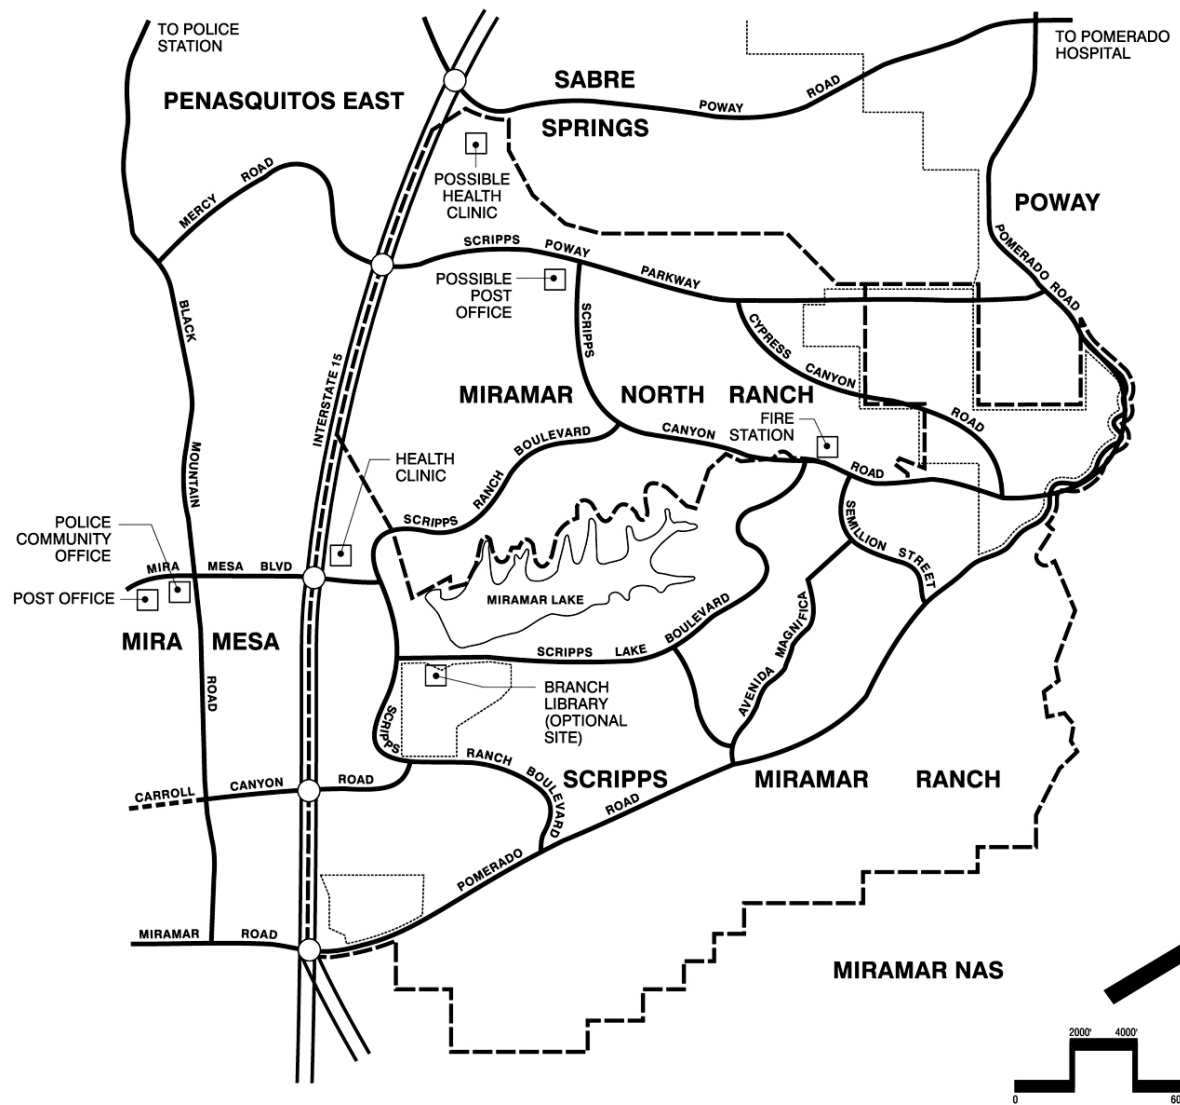 TO POLICE
STATION
TO POMERADO
HOSPITAL
SABRE
SPRINGS
PENASQUITOS EAST
POWAY
ROAD
POSSIBLE
HEALTH
CLINIC
POWAY
MERCY
ROAD
SCRIPPS
POWAY
PARKWAY
POMERADO
ROAD
POSSIBLE
POST
OFFICE
BLACK
MOUNTAIN
ROAD
INTERSTATE 15
SCRIPPS
CYPRESS
CANYON
ROAD
MIRAMAR
NORTH
RANCH
FIRE
STATION
CANYON
ROAD
HEALTH
CLINIC
SCRIPPS
RANCH
BOULEVARD
POLICE
COMMUNITY
OFFICE
MIRA
MESA
BLVD
POST OFFICE
SEMILLION
STREET
MIRAMAR LAKE
MIRA
MESA
SCRIPPS
LAKE
BOULEVARD
AVENIDA
MAGNIFICA
BRANCH
LIBRARY
(OPTIONAL
SITE)
SCRIPPS
RANCH
BOULEVARD
SCRIPPS
MIRAMAR
RANCH
CARROLL
CANYON
ROAD
POMERADO
ROAD
MIRAMAR
ROAD
MIRAMAR NAS
2000'
4000'
0